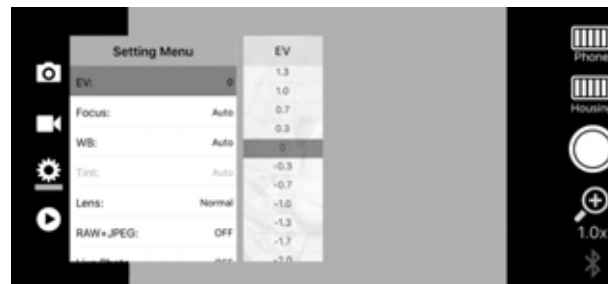 Setting Menu
EV: 0
Focus: Auto
WB: Auto
Tint: Auto
Lens: Normal
RAW+JPEG: OFF
EV
1.3
1.0
0.7
0.3
0
-0.3
-0.7
-1.0
-1.3
-1.7
-2.0
Phone
Housing
1.0x